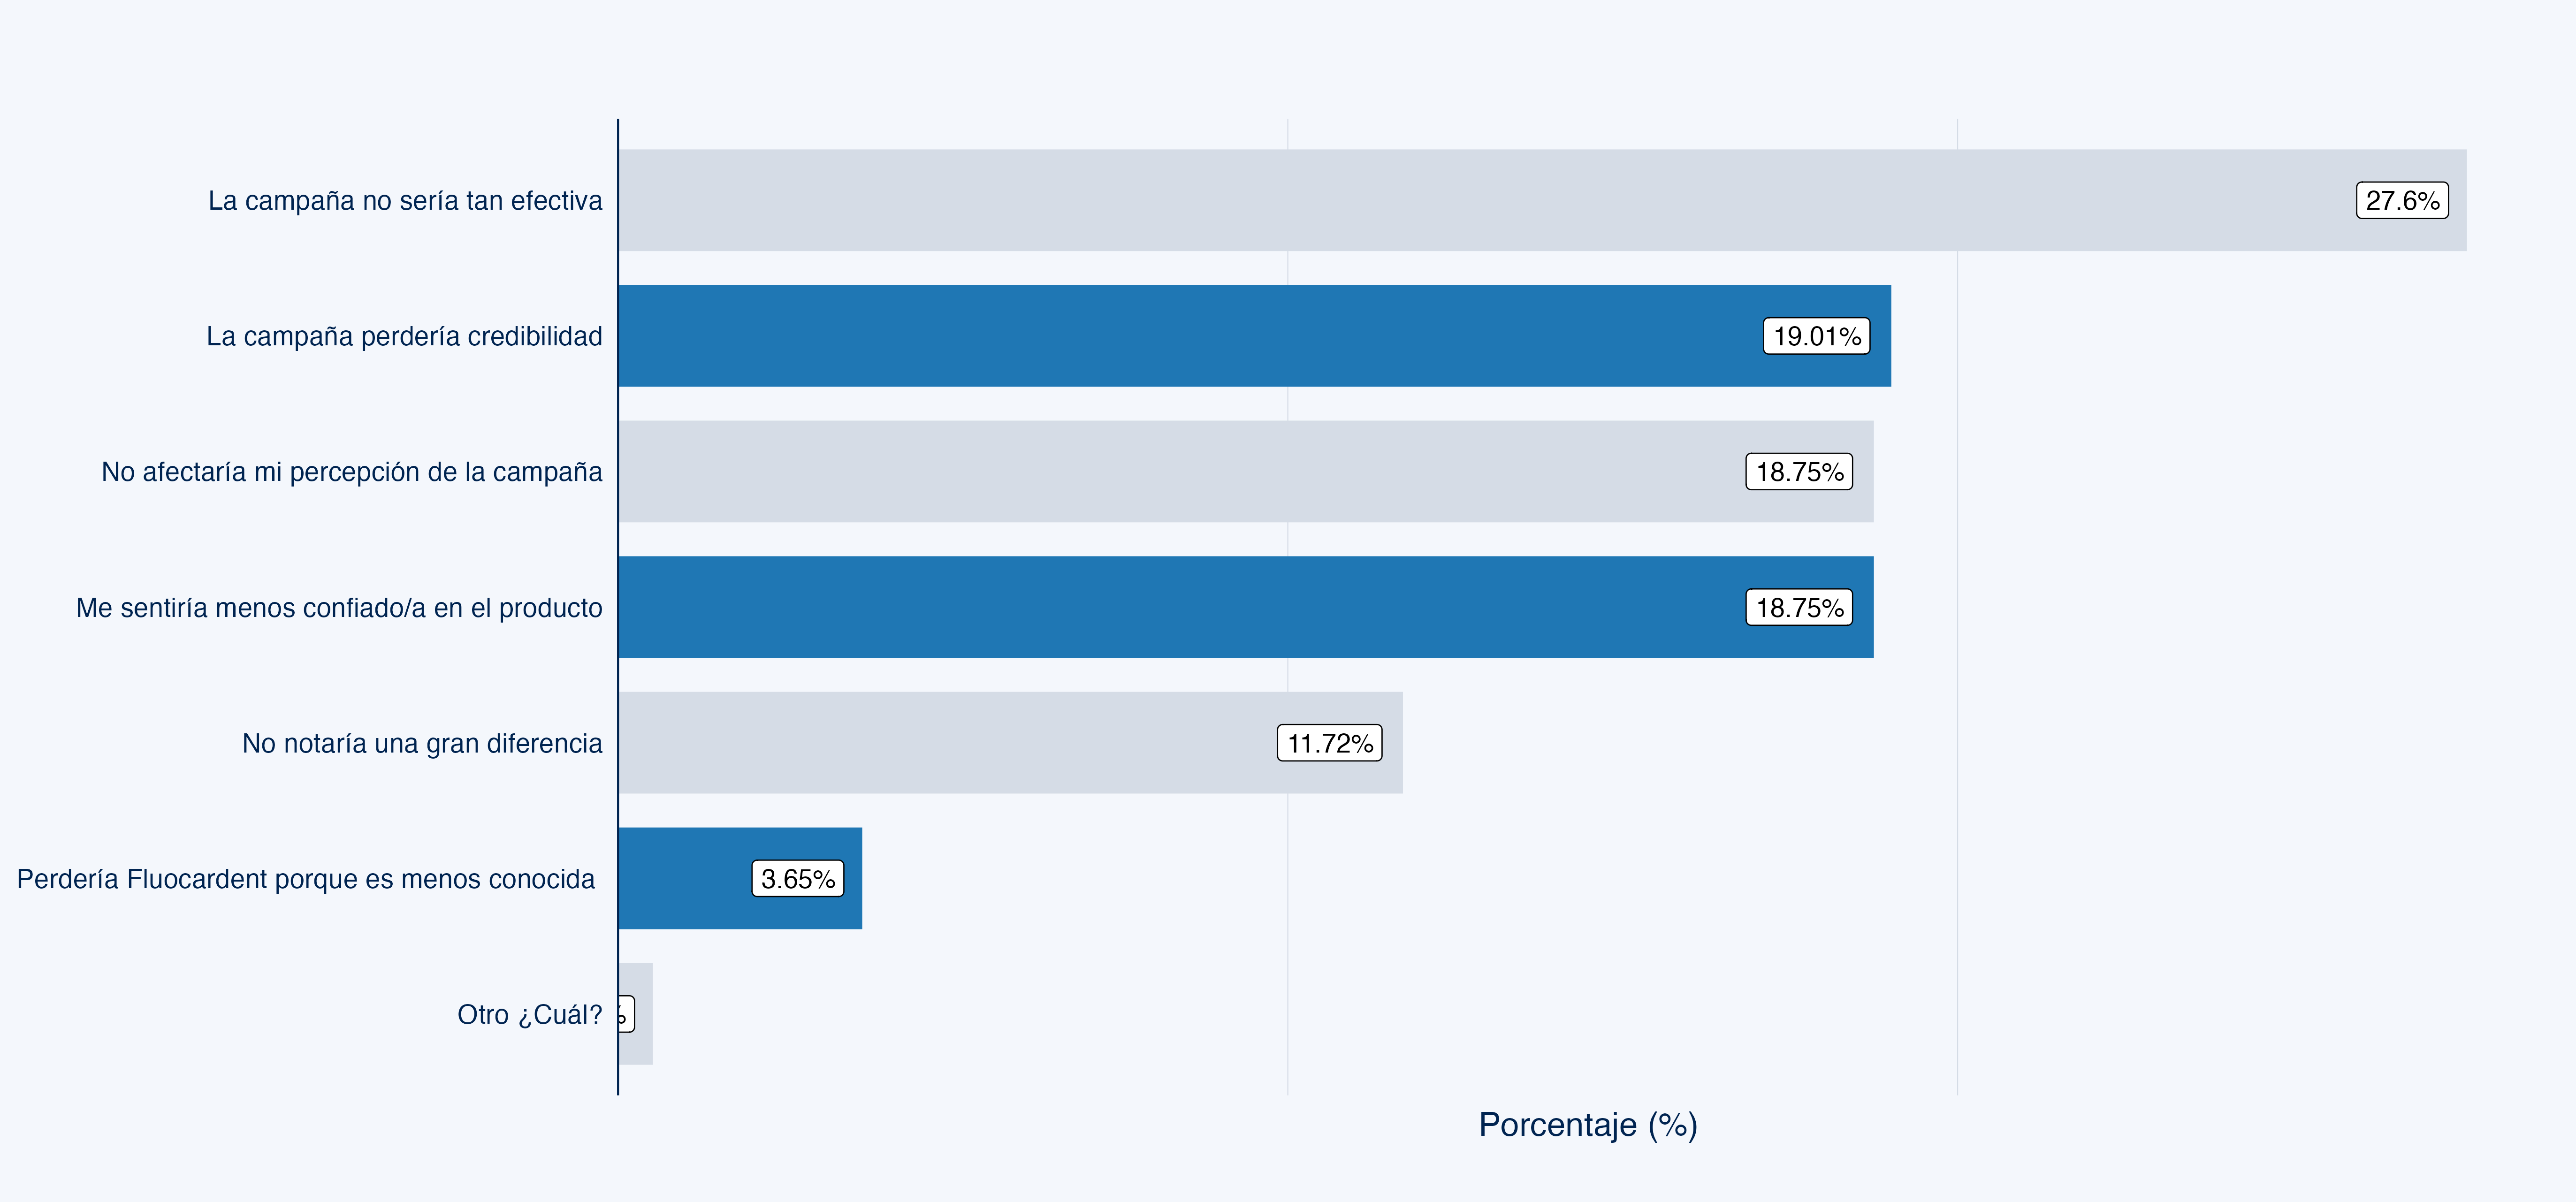 La campaña no sería tan efectiva
27.6%
La campaña perdería credibilidad
19.01%
No afectaría mi percepción de la campaña
18.75%
Me sentiría menos confiado/a en el producto
18.75%
No notaría una gran diferencia
11.72%
Perdería Fluocardent porque es menos conocida
3.65%
Otro ¿Cuál?
Porcentaje (%)